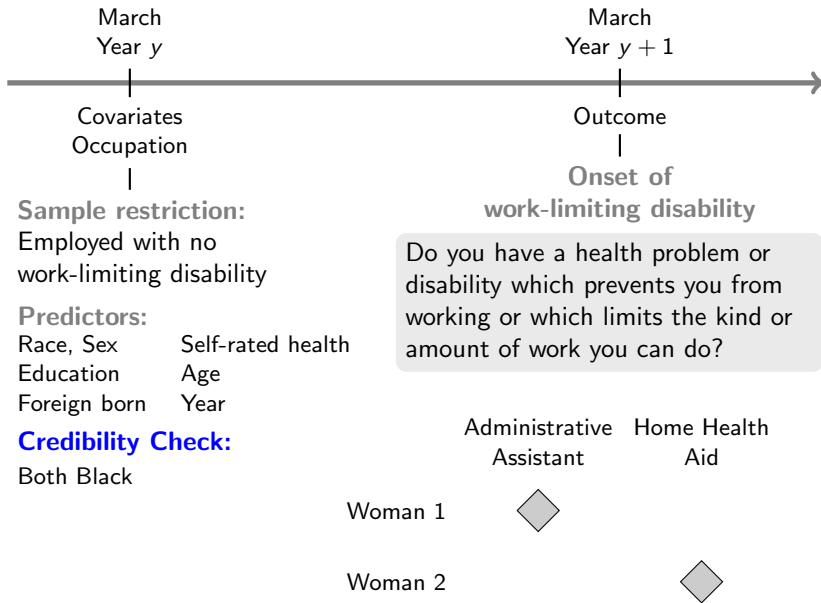 March
Year y
March
Year y + 1
Covariates
Occupation
Outcome
Sample restriction:
Employed with no
work-limiting disability
Predictors:
Race, Sex Self-rated health
Education Age
Foreign born Year
Credibility Check:
Both Black
Onset of
work-limiting disability
Do you have a health problem or
disability which prevents you from
working or which limits the kind or
amount of work you can do?
Administrative
Assistant
Home Health
Aid
Woman 1
Woman 2